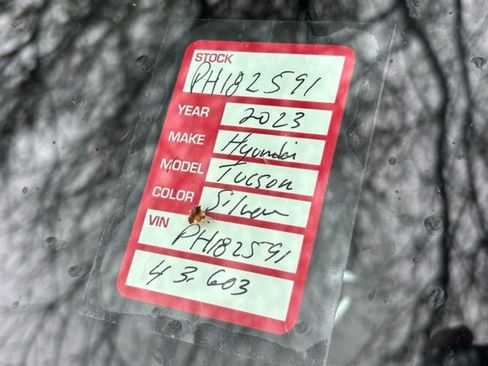 STOCK
PH182591
YEAR 2023
MAKE Hyundai
MODEL Tucson
COLOR Silver
VIN
PH182591
43.603